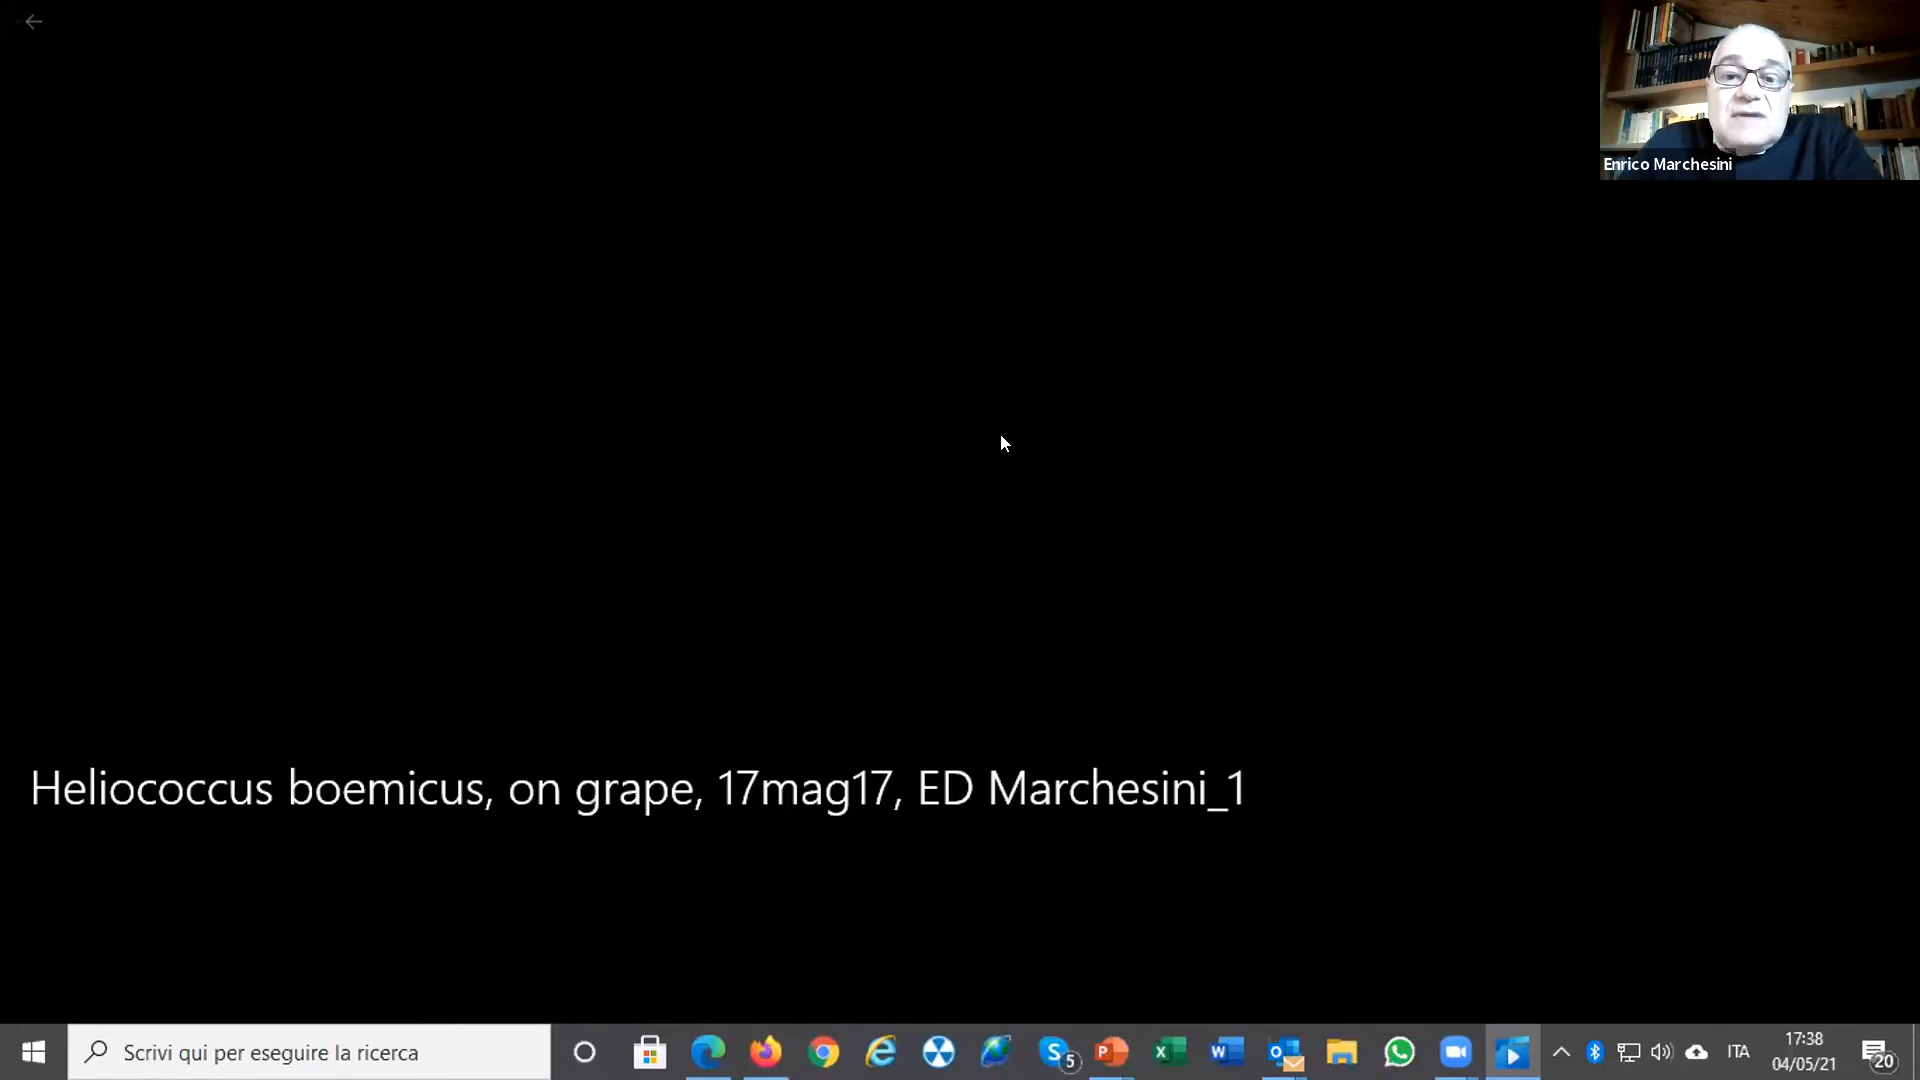 Enrico Marchesini
Heliococcus boemicus, on grape, 17mag17, ED Marchesini_1
Scrivi qui per eseguire la ricerca
5
ITA
17:38
04/05/21
20